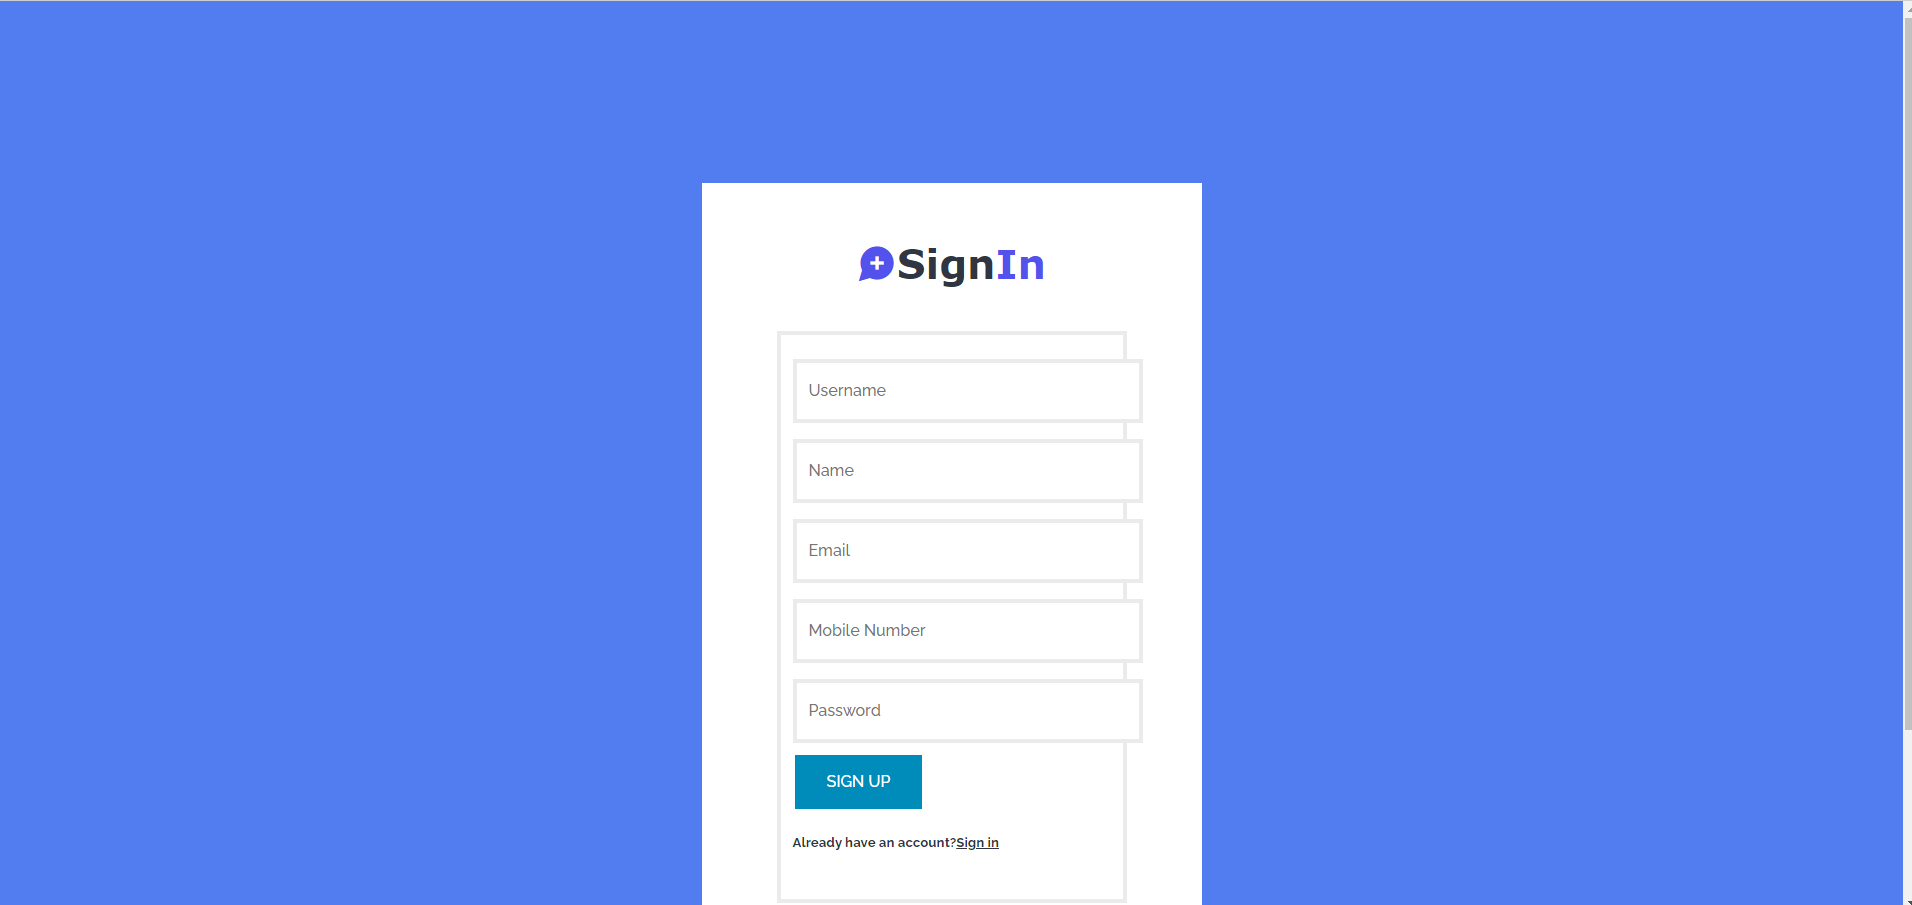 SignIn
Username
Name
Email
Mobile Number
Password
SIGN UP
Already have an account?Sign in